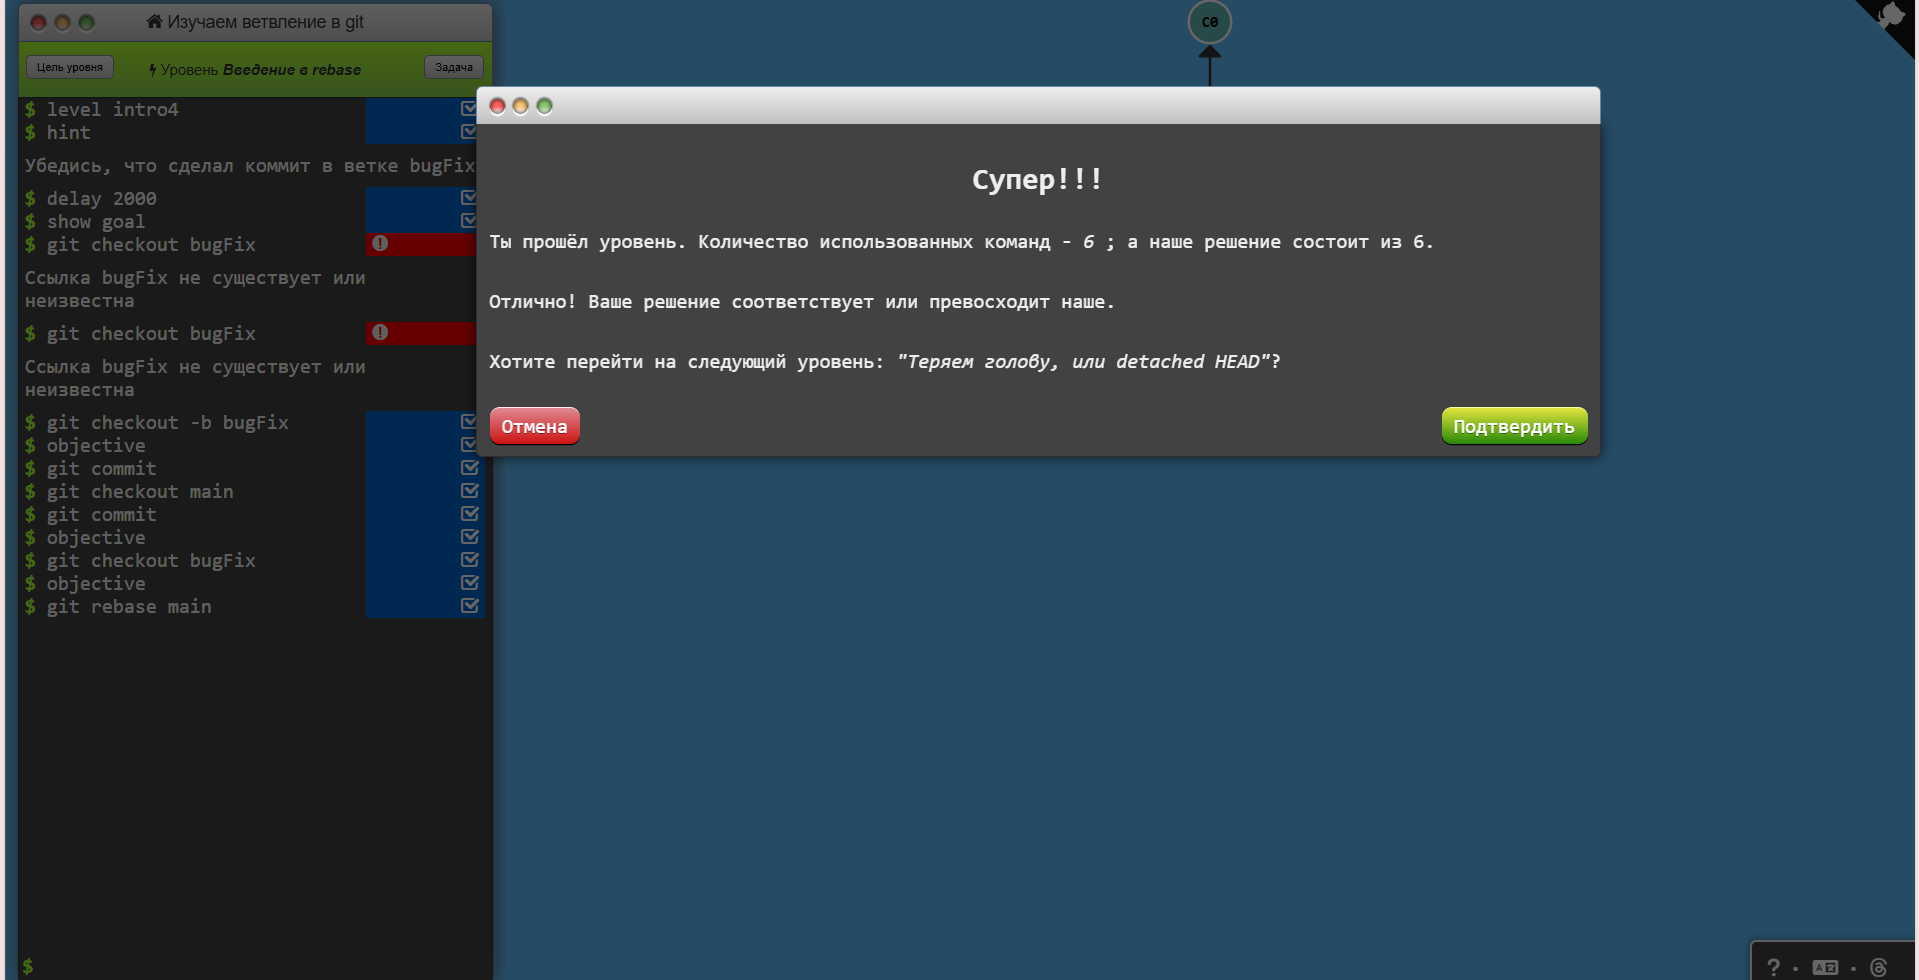 Изучаем ветвление в git
Цель уровня
Уровень Введение в rebase
Задача
$ level intro4
$ hint
Убедись, что сделал коммит в ветке bugFix
$ delay 2000
$ show goal
$ git checkout bugFix
Ссылка bugFix не существует или
неизвестна
$ git checkout bugFix
Ссылка bugFix не существует или
неизвестна
$ git checkout -b bugFix
$ objective
$ git commit
$ git checkout main
$ git commit
$ objective
$ git checkout bugFix
$ objective
$ git rebase main
$
C0
Супер!!!
Ты прошёл уровень. Количество использованных команд - 6 ; а наше решение состоит из 6.
Отлично! Ваше решение соответствует или превосходит наше.
Хотите перейти на следующий уровень: "Теряем голову, или detached HEAD"?
Отмена
Подтвердить